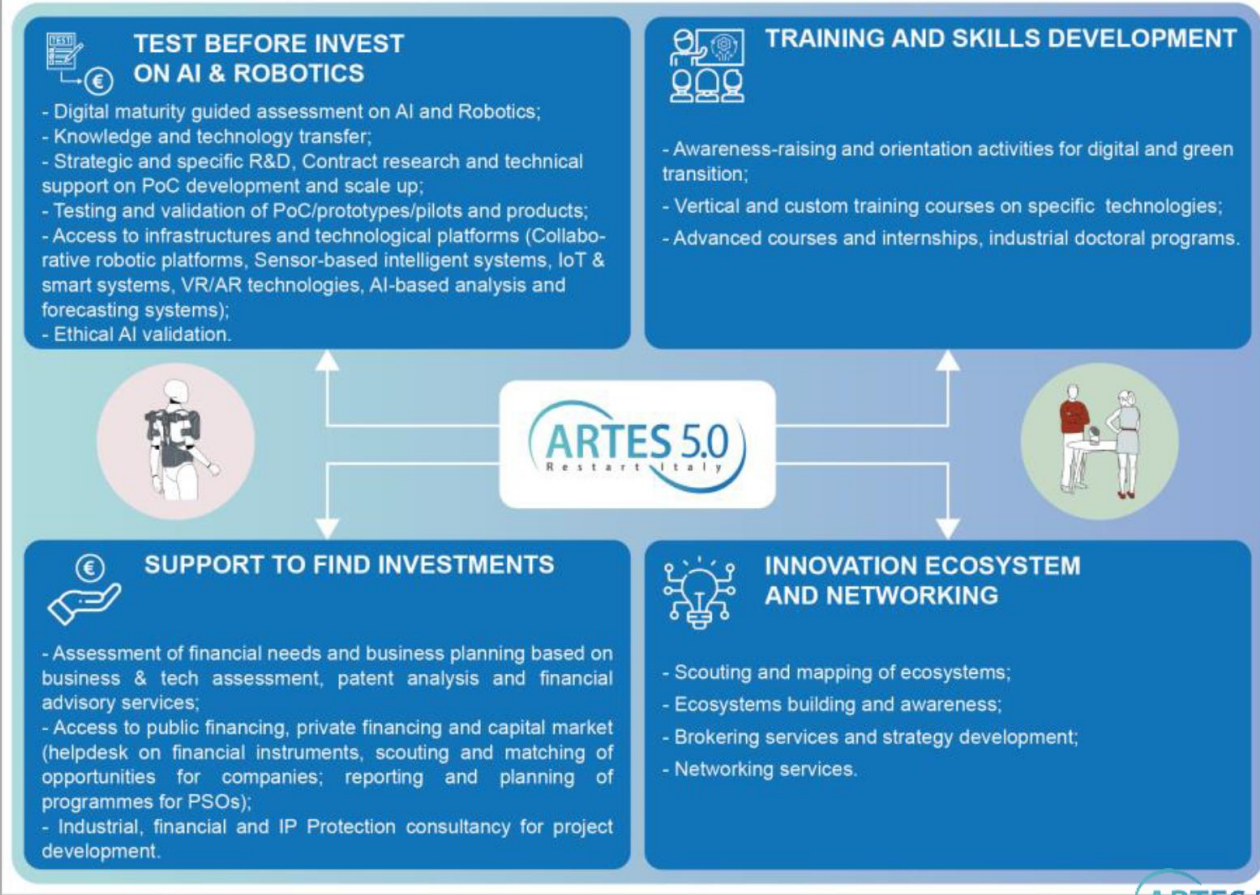 TEST
€
TEST BEFORE INVEST
ON AI & ROBOTICS
- Digital maturity guided assessment on AI and Robotics;
- Knowledge and technology transfer;
- Strategic and specific R&D, Contract research and technical
support on PoC development and scale up;
- Testing and validation of PoC/prototypes/pilots and products;
- Access to infrastructures and technological platforms (Collabo-
rative robotic platforms, Sensor-based intelligent systems, IoT &
smart systems, VR/AR technologies, AI-based analysis and
forecasting systems);
- Ethical AI validation.
TRAINING AND SKILLS DEVELOPMENT
- Awareness-raising and orientation activities for digital and green
transition;
- Vertical and custom training courses on specific technologies;
- Advanced courses and internships, industrial doctoral programs.
ARTES 5.0
Restart Italy
€
SUPPORT TO FIND INVESTMENTS
- Assessment of financial needs and business planning based on
business & tech assessment, patent analysis and financial
advisory services;
- Access to public financing, private financing and capital market
(helpdesk on financial instruments, scouting and matching of
opportunities for companies; reporting and planning of
programmes for PSOs);
- Industrial, financial and IP Protection consultancy for project
development.
INNOVATION ECOSYSTEM
AND NETWORKING
- Scouting and mapping of ecosystems;
- Ecosystems building and awareness;
- Brokering services and strategy development;
- Networking services.